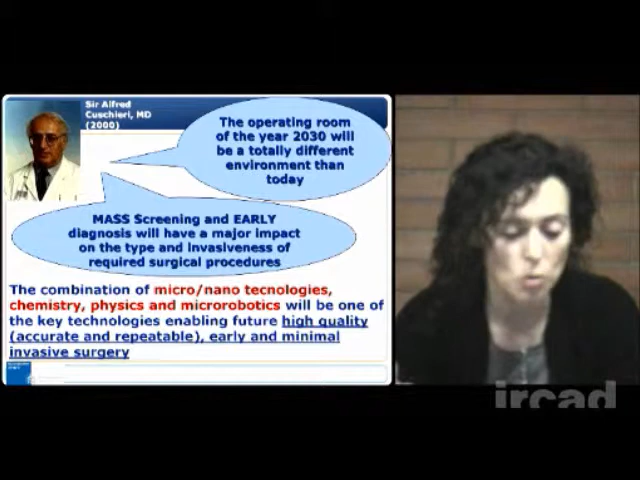 Sir Alfred
Cuschieri, MD
(2000)
The operating room
of the year 2030 will
be a totally different
environment than
today
MASS Screening and EARLY
diagnosis will have a major impact
on the type and invasiveness of
required surgical procedures
The combination of micro/nano tecnologies,
chemistry, physics and microrobotics will be one of
the key technologies enabling future high quality
(accurate and repeatable), early and minimal
invasive surgery
ircad